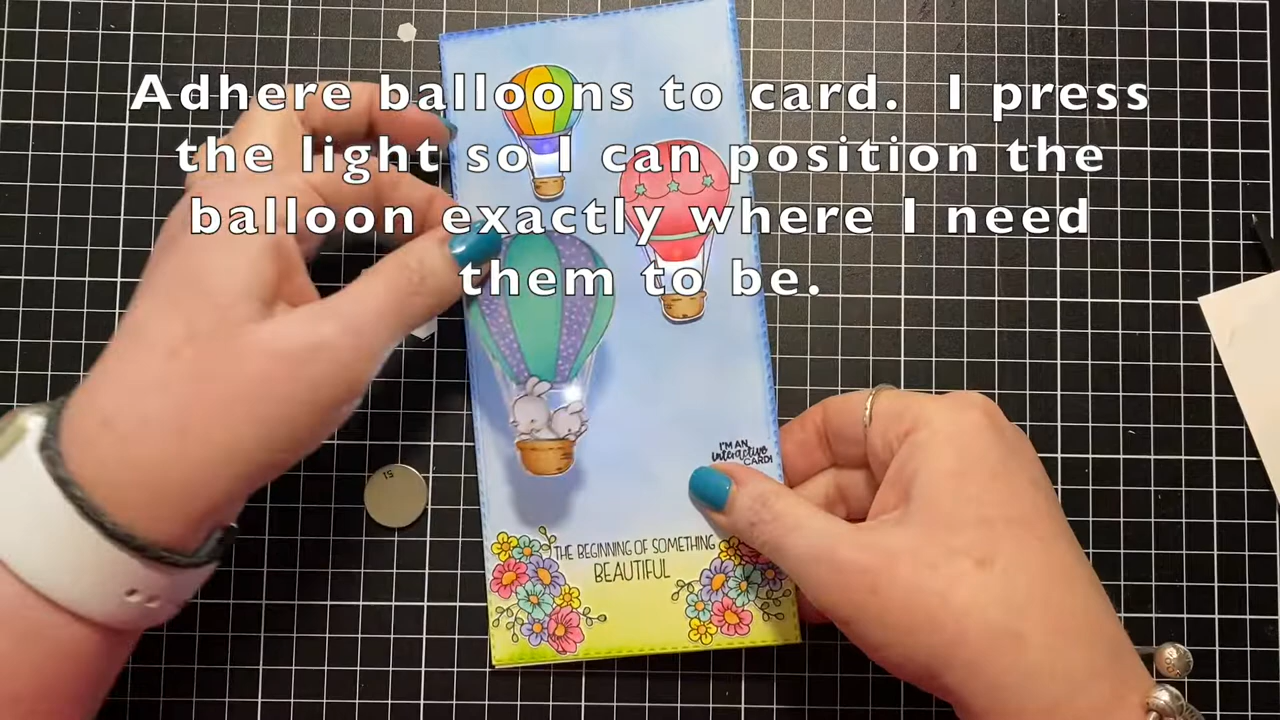 Adhere balloons to card. I press
the light so I can position the
balloon exactly where I need
them to be.
I'M AN
interactive
CARD!
THE BEGINNING OF SOMETHING
BEAUTIFUL